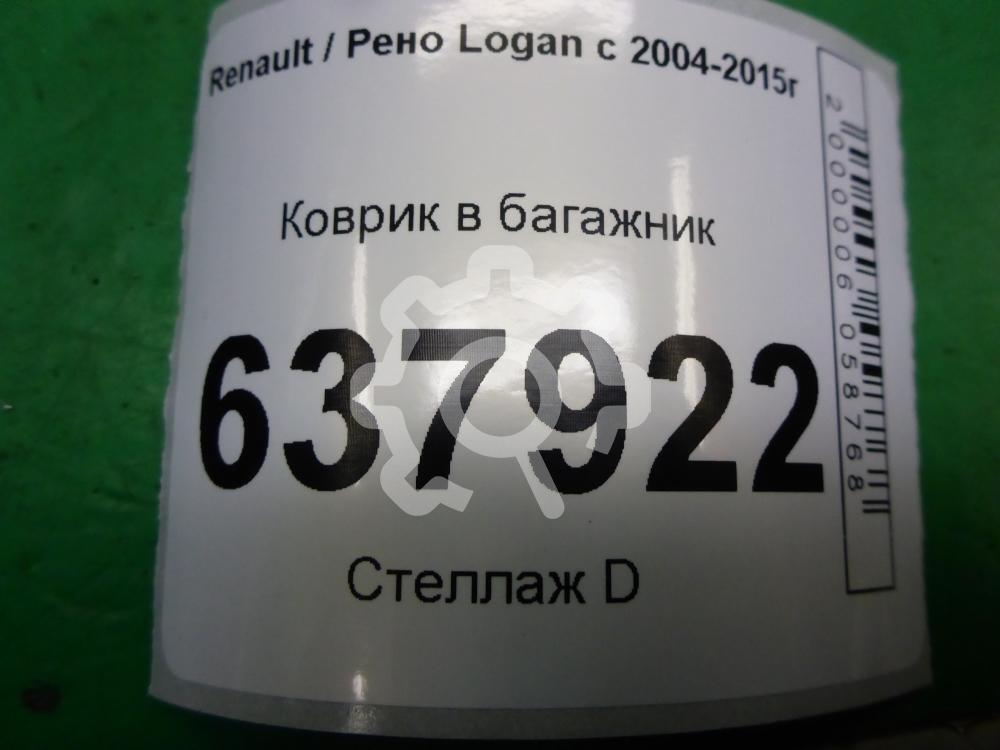 Renault / Рено Logan с 2004-2015г
Коврик в багажник
637922
Стеллаж D
2000006058768